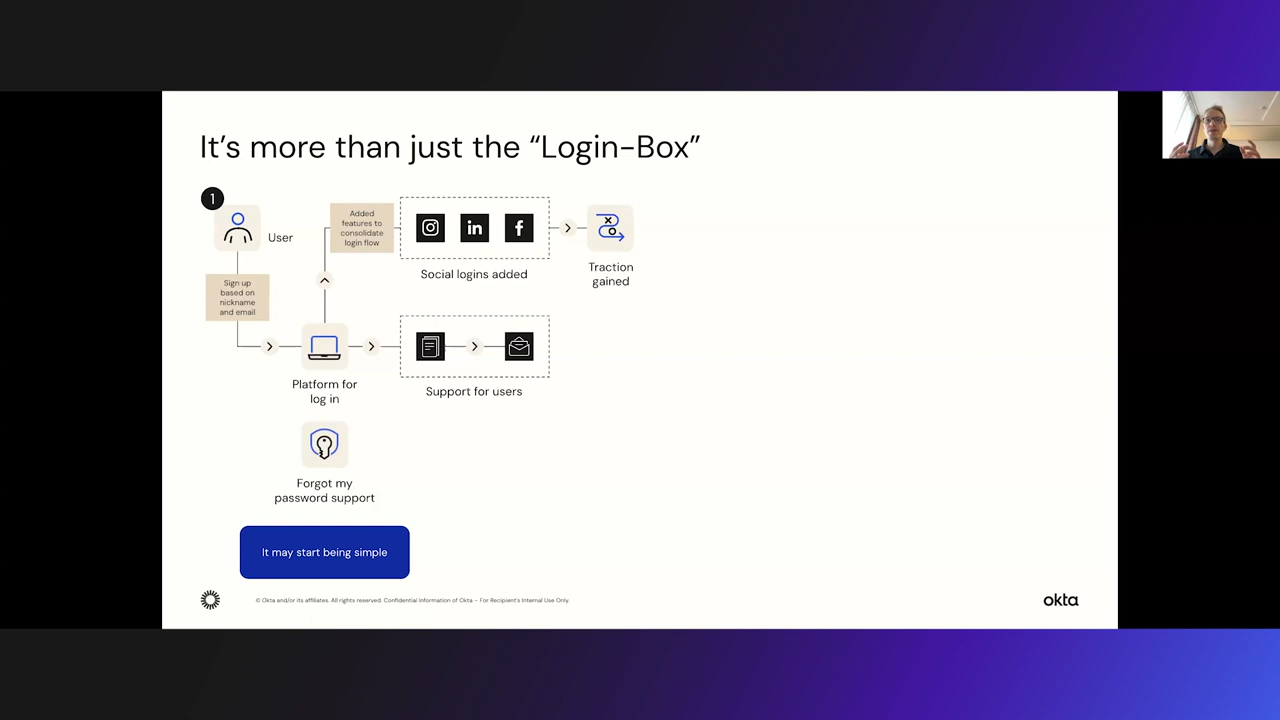 It's more than just the “Login-Box”
1
User
Sign up
based on
nickname
and email
Added
features to
consolidate
login flow
in
f
Social logins added
Traction
gained
Platform for
log in
Support for users
Forgot my
password support
It may start being simple
© Okta and/or its affiliates. All rights reserved. Confidential Information of Okta – For Recipient's Internal Use Only.
okta